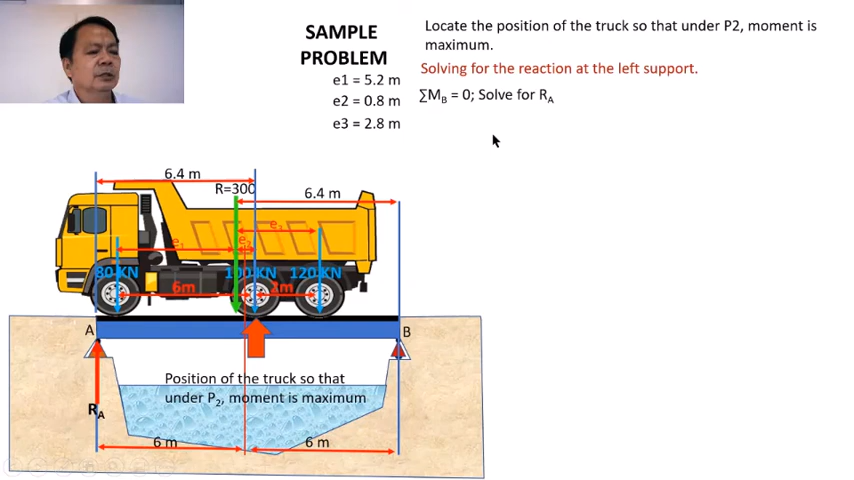 SAMPLE
PROBLEM
e1 = 5.2 m
e2 = 0.8 m
e3 = 2.8 m
Locate the position of the truck so that under P2, moment is
maximum.
Solving for the reaction at the left support.
∑MB = 0; Solve for RA
6.4 m
R=300
6.4 m
e1
80 KN
100 KN
120 KN
6m
2m
A
B
Position of the truck so that
under P2, moment is maximum
RA
6 m
6 m